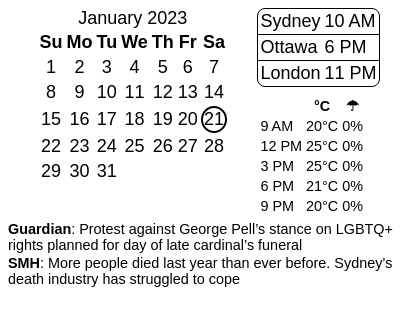 January 2023
Su Mo Tu We Th Fr Sa
1 2 3 4 5 6 7
8 9 10 11 12 13 14
15 16 17 18 19 20 21
22 23 24 25 26 27 28
29 30 31
Sydney 10 AM
Ottawa 6 PM
London 11 PM
°C ☂
9 AM 20°C 0%
12 PM 25°C 0%
3 PM 25°C 0%
6 PM 21°C 0%
9 PM 20°C 0%
Guardian: Protest against George Pell’s stance on LGBTQ+
rights planned for day of late cardinal’s funeral
SMH: More people died last year than ever before. Sydney’s
death industry has struggled to cope